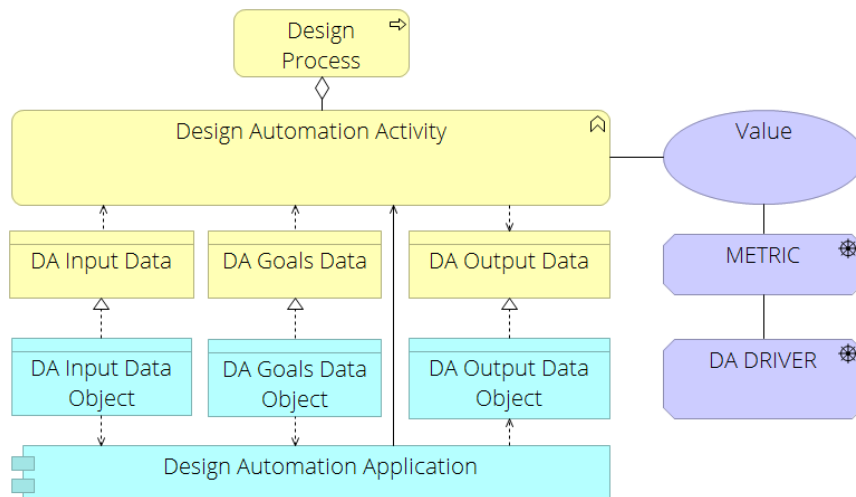 Design
Process
Design Automation Activity
Value
DA Input Data
DA Goals Data
DA Output Data
METRIC
DA Input Data
Object
DA Goals Data
Object
DA Output Data
Object
DA DRIVER
Design Automation Application